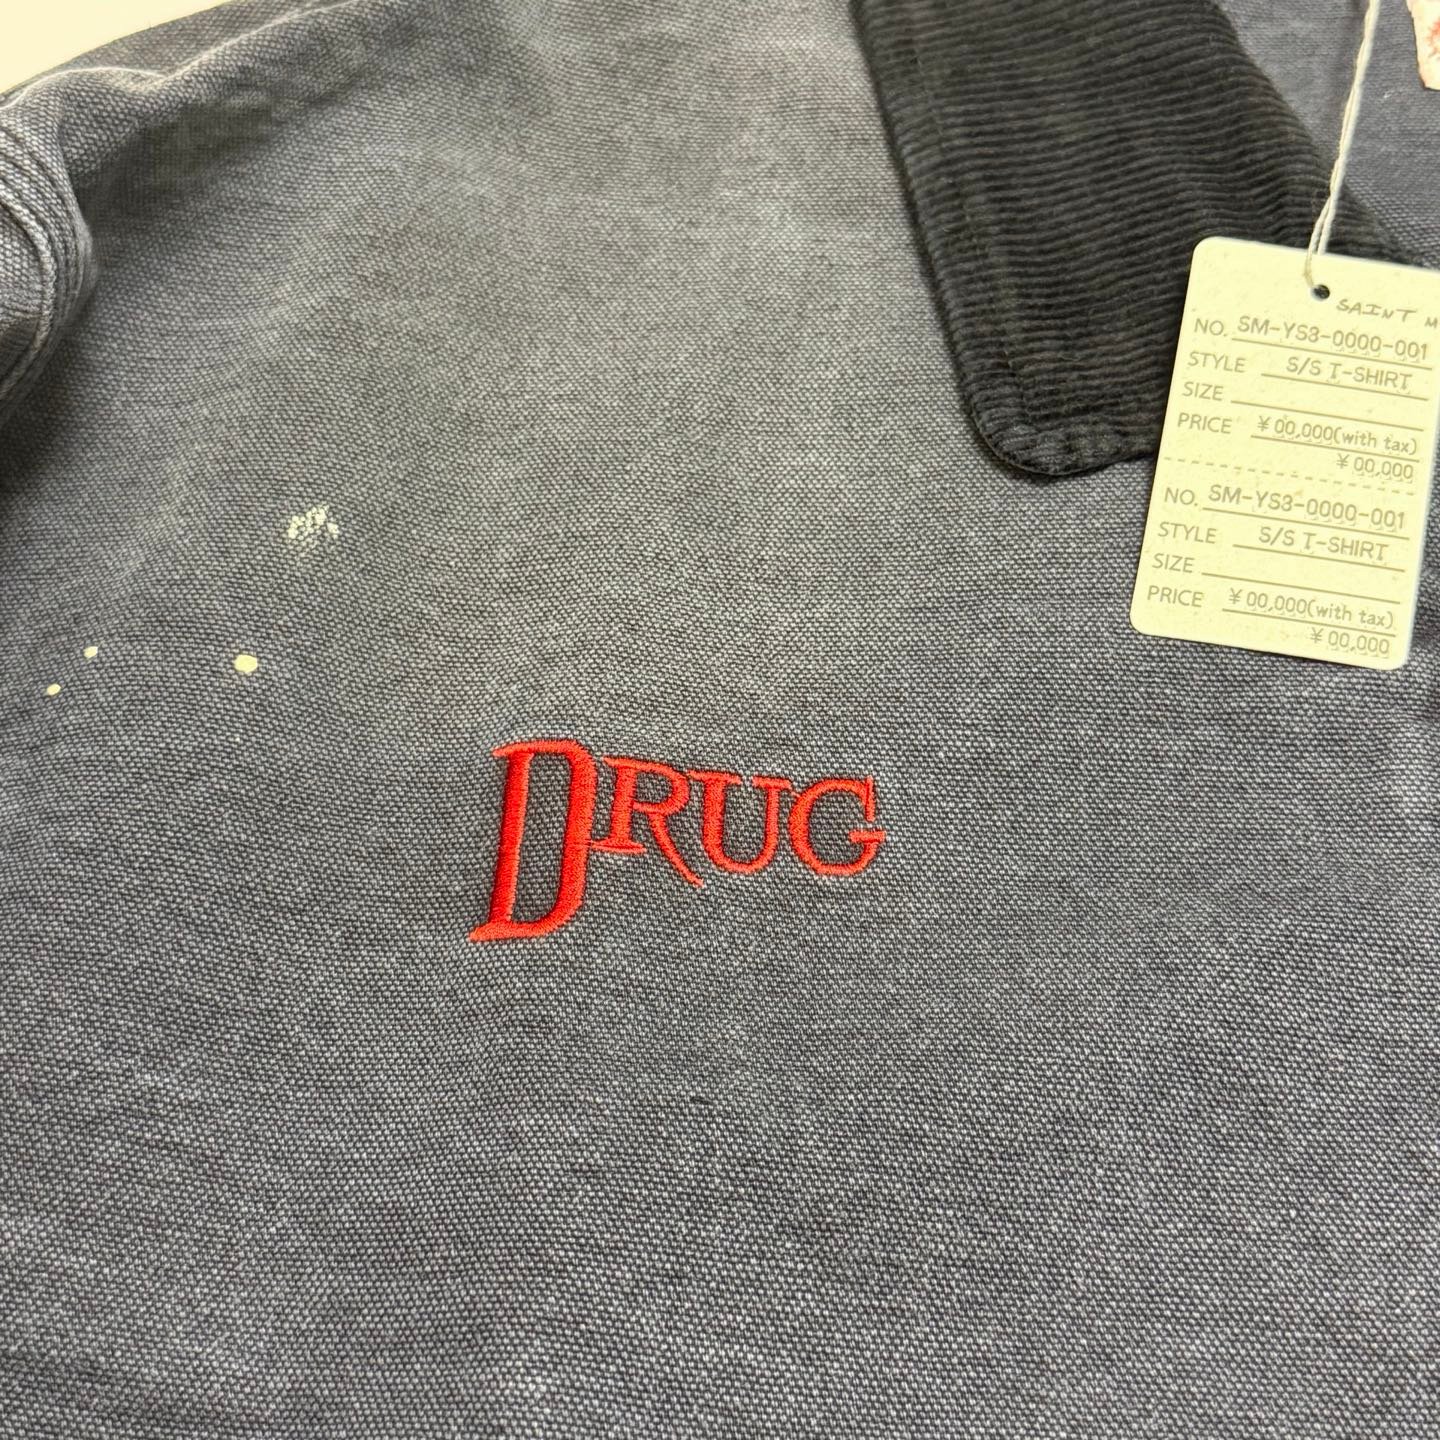 SAINT M
NO. SM-YS3-0000-001
STYLE S/S T-SHIRT
SIZE
PRICE ¥00,000(with tax)
¥00,000
NO. SM-YS3-0000-001
STYLE S/S T-SHIRT
SIZE
PRICE ¥00,000(with tax)
¥00,000
DRUG